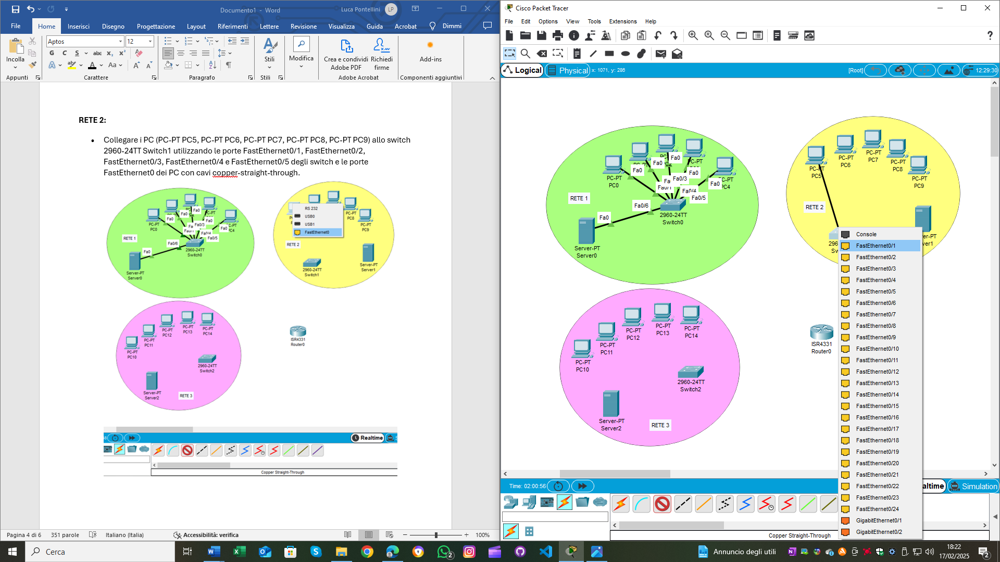 Documento1 - Word
Luca Pontellini
LP
File
Home
Inserisci
Disegno
Progettazione
Layout
Riferimenti
Lettere
Revisione
Visualizza
Guida
Acrobat
Dimmi
Incolla
Aptos
12
G C S abc x₂ x²
A A Aa A A
Stili
Modifica
Crea e condividi
Adobe PDF
Richiedi
firme
Add-ins
Appunti
Carattere
Paragrafo
Stili
Adobe Acrobat
Componenti aggiuntivi
RETE 2:
• Collegare i PC (PC-PT PC5, PC-PT PC6, PC-PT PC7, PC-PT PC8, PC-PT PC9) allo switch
2960-24TT Switch1 utilizzando le porte FastEthernet0/1, FastEthernet0/2,
FastEthernet0/3, FastEthernet0/4 e FastEthernet0/5 degli switch e le porte
FastEthernet0 dei PC con cavi copper-straight-through.
PC-PT
PC0
Fa0
Fa0
Fa0
Fa0
Fa0
Fa0/3
Fa0/5
PC4
RETE 1
Fa0/6
Fa0
2960-24TT
Switch0
Server-PT
Server0
RS 232
USB0
USB1
FastEthernet0
PC-PT
PC8
PC-PT
PC9
RETE 2
2960-24TT
Switch1
Server-PT
Server1
PC-PT
PC10
PC-PT
PC11
PC-PT
PC12
PC-PT
PC13
PC-PT
PC14
2960-24TT
Switch2
Server-PT
Server2
RETE 3
ISR4331
Router0
Realtime
Copper Straight-Through
Pagina 4 di 6
351 parole
Italiano (Italia)
Accessibilità: verifica
100%
Cisco Packet Tracer
File Edit Options View Tools Extensions Help
Logical
Physical
x: 1071, y: 286
[Root]
12:29:30
PC-PT
PC0
Fa0
Fa0
Fa0
Fa0
Fa0
PC-PT
Fa0/3
Fa0/4
Fa0/5
PC4
RETE 1
Fa0/6
Fa0
2960-24TT
Switch0
Server-PT
Server0
PC-PT
PC5
PC-PT
PC6
PC-PT
PC7
PC-PT
PC8
PC-PT
PC9
RETE 2
PC-PT
PC10
PC-PT
PC11
PC-PT
PC12
PC-PT
PC13
PC-PT
PC14
2960-24TT
Switch2
Server-PT
Server2
RETE 3
ISR4331
Router0
Console
FastEthernet0/1
FastEthernet0/2
FastEthernet0/3
FastEthernet0/4
FastEthernet0/5
FastEthernet0/6
FastEthernet0/7
FastEthernet0/8
FastEthernet0/9
FastEthernet0/10
FastEthernet0/11
FastEthernet0/12
FastEthernet0/13
FastEthernet0/14
FastEthernet0/15
FastEthernet0/16
FastEthernet0/17
FastEthernet0/18
FastEthernet0/19
FastEthernet0/20
FastEthernet0/21
FastEthernet0/22
FastEthernet0/23
FastEthernet0/24
GigabitEthernet0/1
GigabitEthernet0/2
Time: 02:00:56
altime
Simulation
Copper Straight-Through
Cerca
Annuncio degli utili
18:22
17/02/2025
2